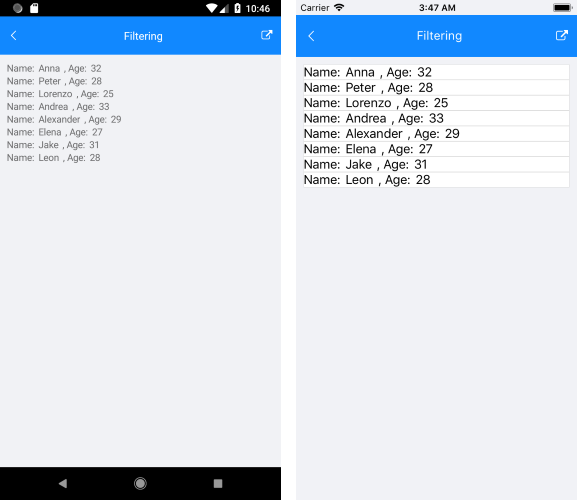 10:46
Filtering
Name: Anna , Age: 32
Name: Peter , Age: 28
Name: Lorenzo , Age: 25
Name: Andrea , Age: 33
Name: Alexander , Age: 29
Name: Elena , Age: 27
Name: Jake , Age: 31
Name: Leon , Age: 28
Carrier 3:47 AM
Filtering
Name: Anna , Age: 32
Name: Peter , Age: 28
Name: Lorenzo , Age: 25
Name: Andrea , Age: 33
Name: Alexander , Age: 29
Name: Elena , Age: 27
Name: Jake , Age: 31
Name: Leon , Age: 28